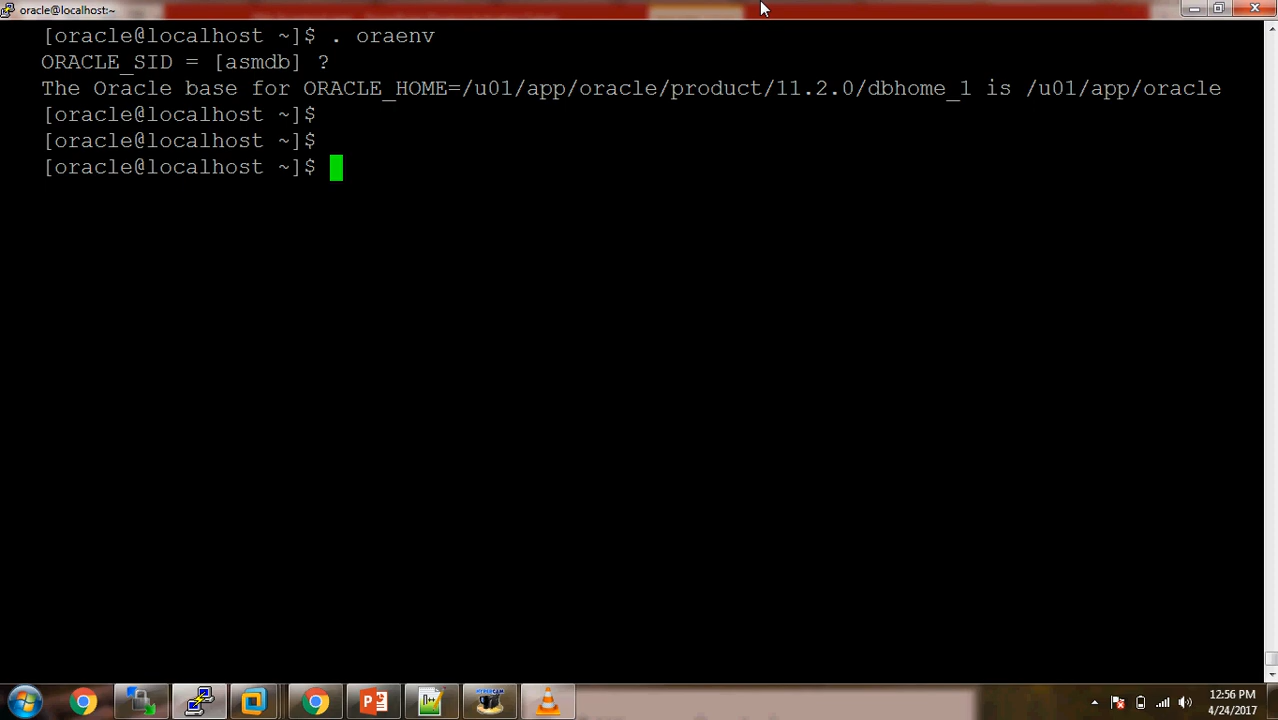 oracle@localhost:~
[oracle@localhost ~]$ . oraenv
ORACLE_SID = [asmdb] ?
The Oracle base for ORACLE_HOME=/u01/app/oracle/product/11.2.0/dbhome_1 is /u01/app/oracle
[oracle@localhost ~]$
[oracle@localhost ~]$
[oracle@localhost ~]$
12:56 PM
4/24/2017